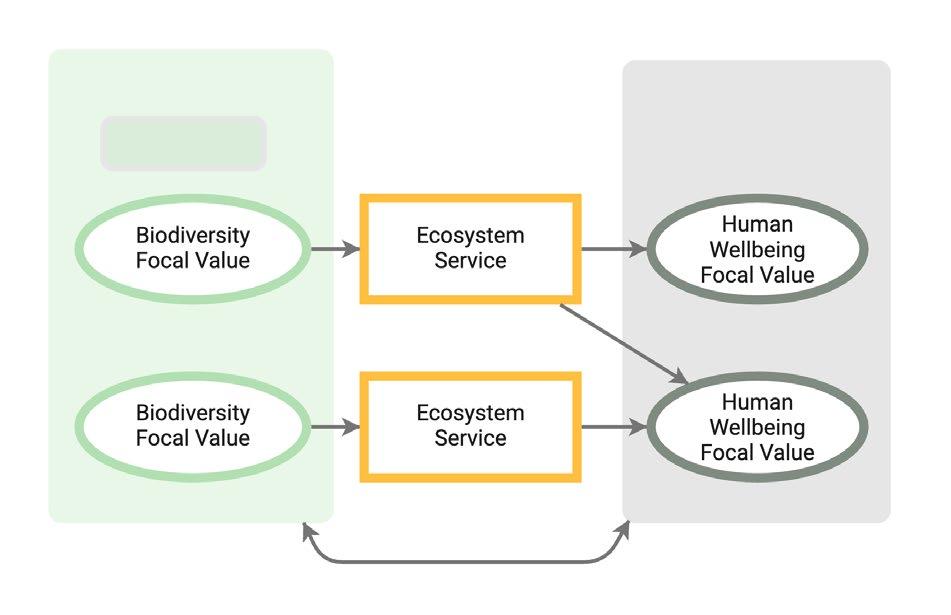 Biodiversity
Focal Value
Ecosystem
Service
Human
Wellbeing
Focal Value
Biodiversity
Focal Value
Ecosystem
Service
Human
Wellbeing
Focal Value